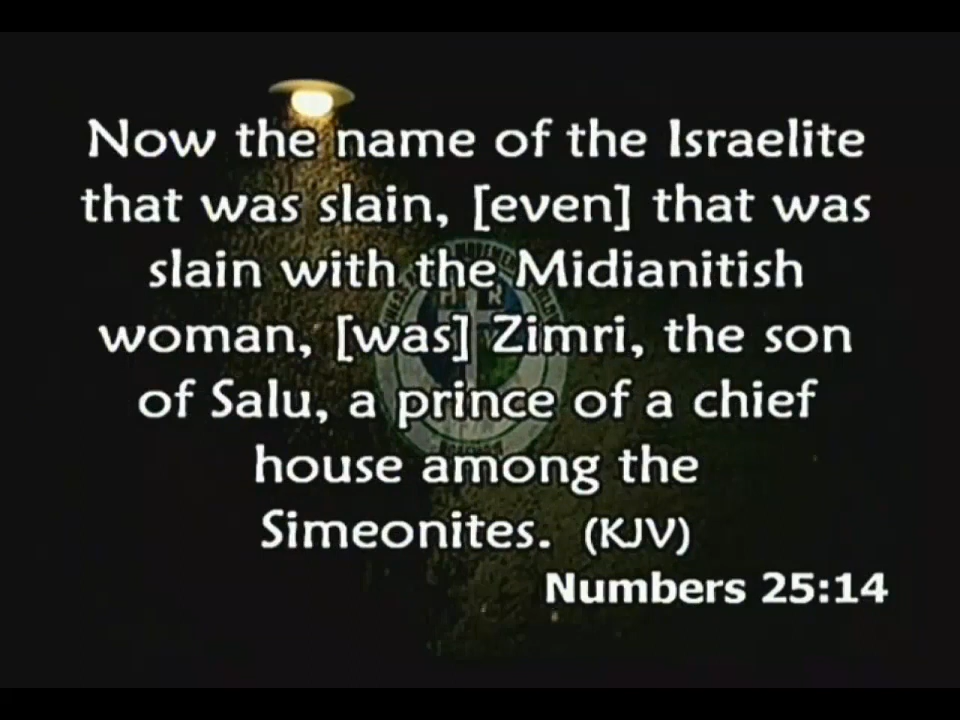 Now the name of the Israelite
that was slain, [even] that was
slain with the Midianitish
woman, [was] Zimri, the son
of Salu, a prince of a chief
house among the
Simeonites. (KJV)
Numbers 25:14